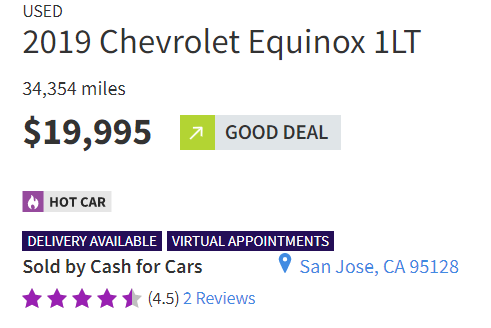 USED
2019 Chevrolet Equinox 1LT
34,354 miles
$19,995 GOOD DEAL
HOT CAR
DELIVERY AVAILABLE VIRTUAL APPOINTMENTS
Sold by Cash for Cars San Jose, CA 95128
(4.5) 2 Reviews